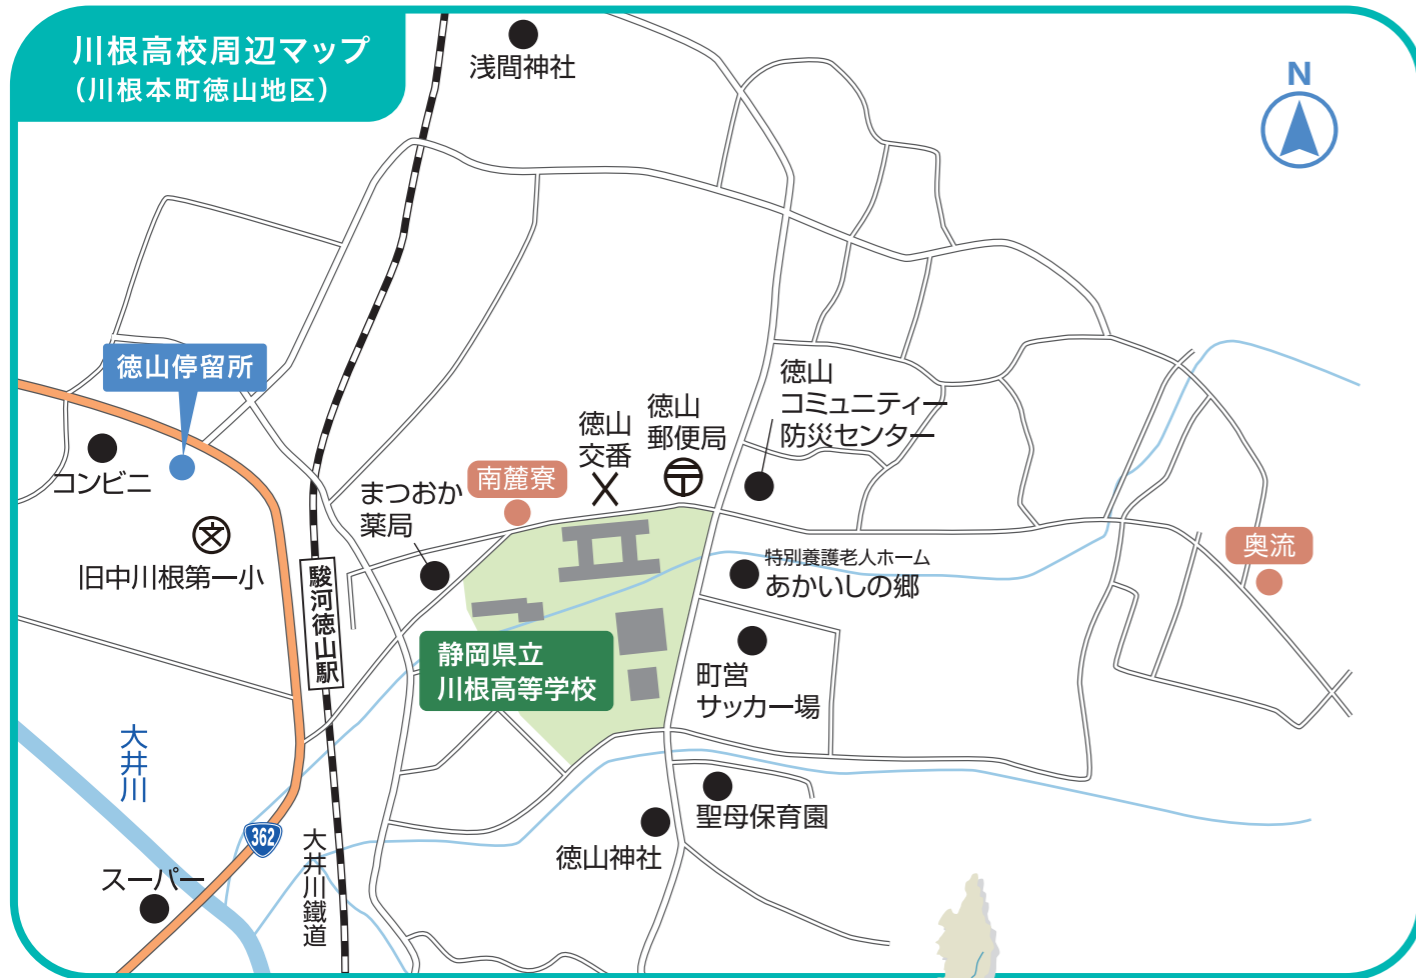 川根高校周辺マップ
（川根本町徳山地区）
N
浅間神社
徳山停留所
コンビニ
旧中川根第一小
駿河徳山駅
まつおか
薬局
南麓寮
徳山
交番
徳山
郵便局
徳山
コミュニティー
防災センター
特別養護老人ホーム
あかいしの郷
奥流
静岡県立
川根高等学校
町営
サッカー場
大井川
362
大井川鐵道
スーパー
聖母保育園
徳山神社